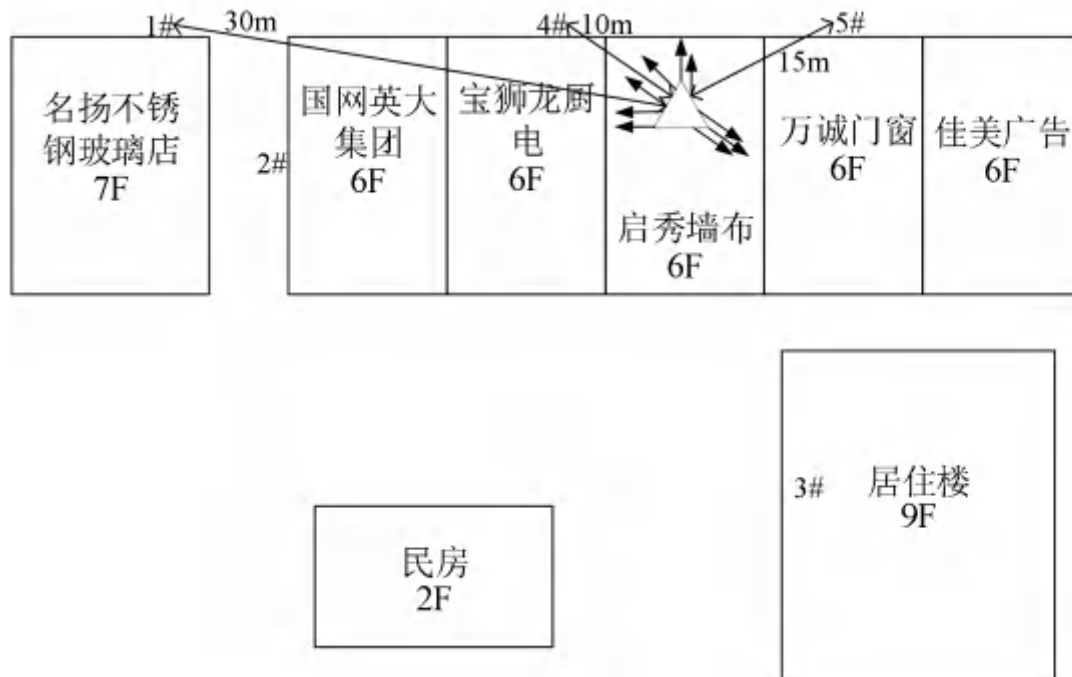 1#
30m
4#
10m
5#
15m
名扬不锈
钢玻璃店
7F
2#
国网英大
集团
6F
宝狮龙厨
电
6F
启秀墙布
6F
万诚门窗
6F
佳美广告
6F
3#
居住楼
9F
民房
2F